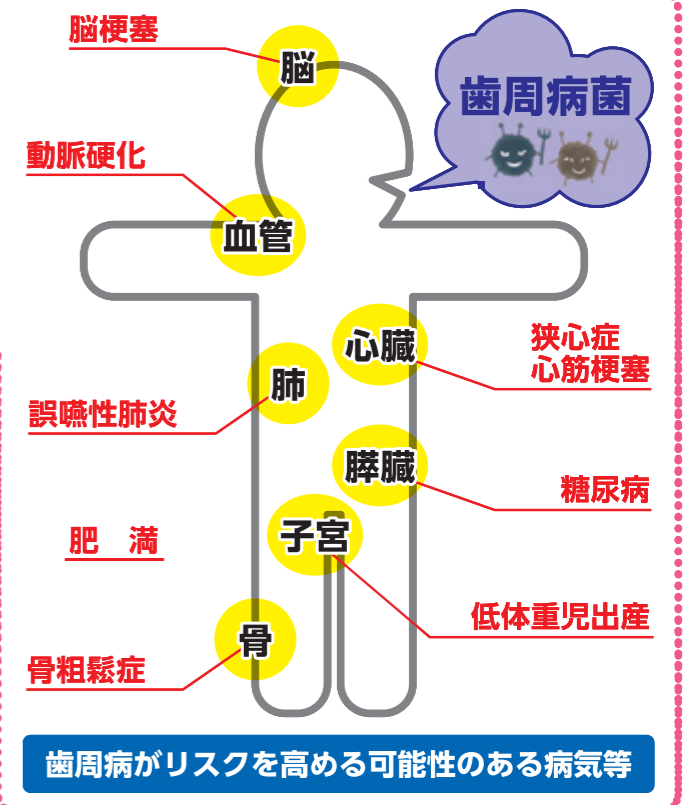 脳梗塞
脳
歯周病菌
動脈硬化
血管
心臓
狭心症
心筋梗塞
肺
誤嚥性肺炎
膵臓
糖尿病
子宮
肥　満
低体重児出産
骨
骨粗鬆症
歯周病がリスクを高める可能性のある病気等